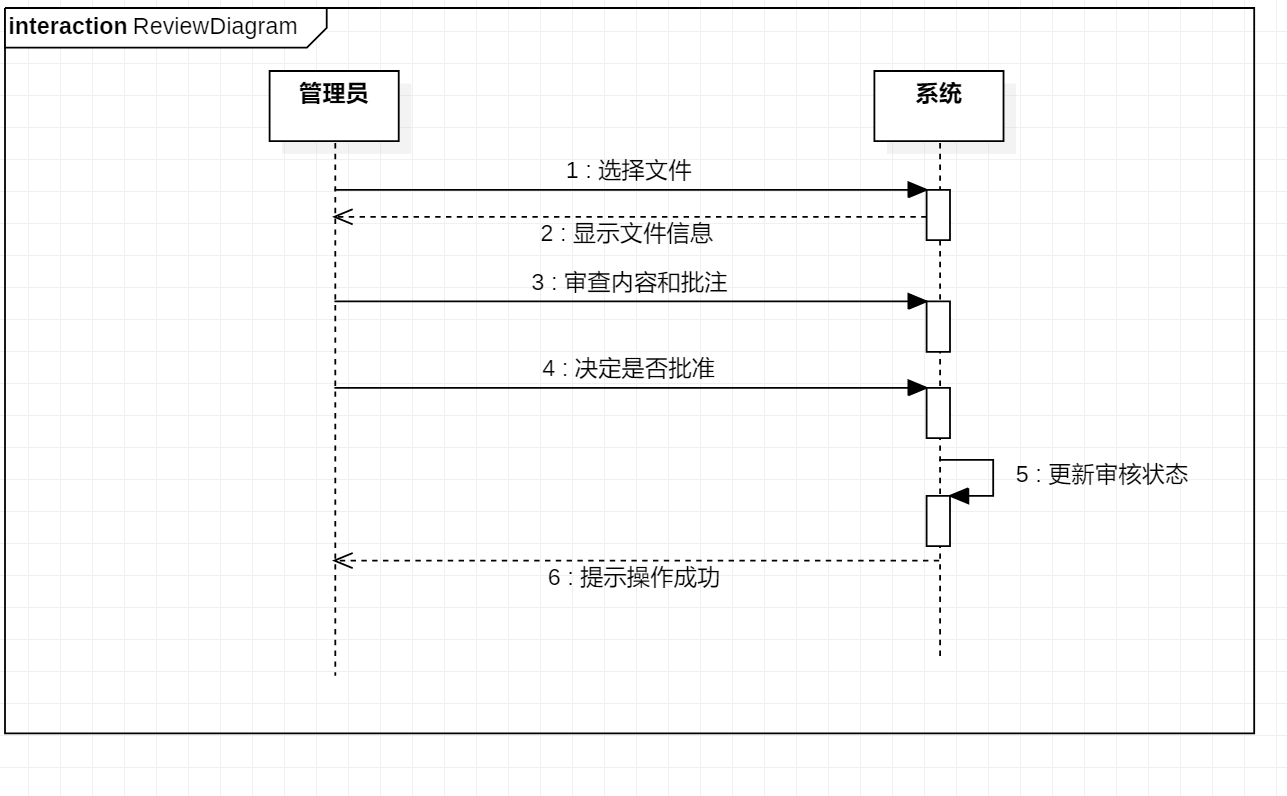 interaction ReviewDiagram
管理员
系统
1 : 选择文件
2 : 显示文件信息
3 : 审查内容和批注
4 : 决定是否批准
5 : 更新审核状态
6 : 提示操作成功